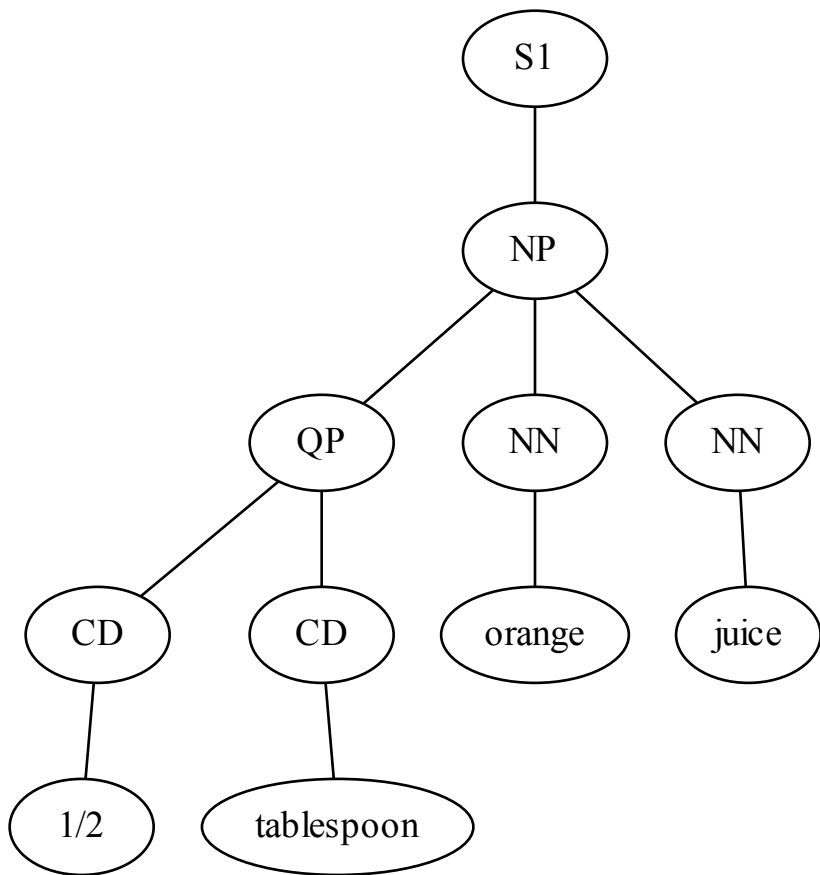 S1
NP
QP NN NN
CD CD orange juice
1/2 tablespoon